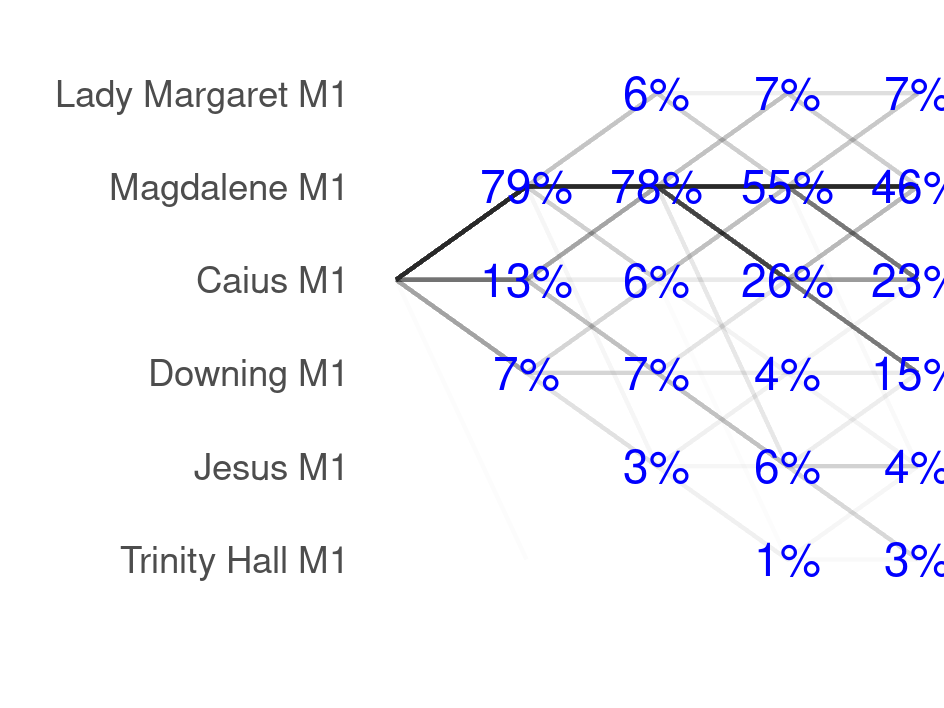 Lady Margaret M1 6% 7% 7%
Magdalene M1 79% 78% 55% 46%
Caius M1 13% 6% 26% 23%
Downing M1 7% 7% 4% 15%
Jesus M1 3% 6% 4%
Trinity Hall M1 1% 3%